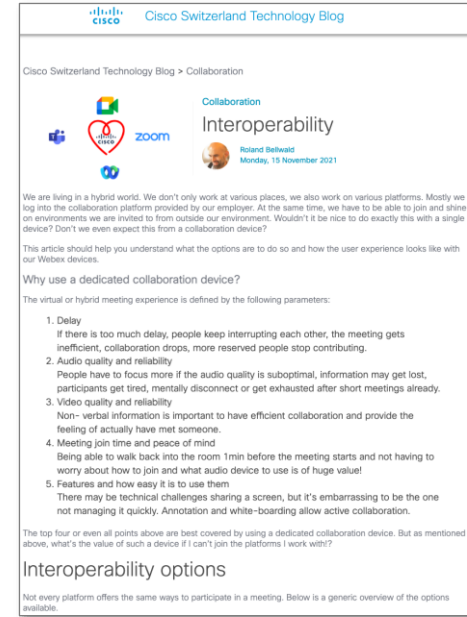 cisco Cisco Switzerland Technology Blog
Cisco Switzerland Technology Blog > Collaboration
cisco
zoom
Collaboration
Interoperability
Roland Bellwald
Monday, 15 November 2021
We are living in a hybrid world. We don't only work at various places, we also work on various platforms. Mostly we
log into the collaboration platform provided by our employer. At the same time, we have to be able to join and shine
on environments we are invited to from outside our environment. Wouldn't it be nice to do exactly this with a single
device? Don't we even expect this from a collaboration device?
This article should help you understand what the options are to do so and how the user experience looks like with
our Webex devices.
Why use a dedicated collaboration device?
The virtual or hybrid meeting experience is defined by the following parameters:
1. Delay
If there is too much delay, people keep interrupting each other, the meeting gets
inefficient, collaboration drops, more reserved people stop contributing.
2. Audio quality and reliability
People have to focus more if the audio quality is suboptimal, information may get lost,
participants get tired, mentally disconnect or get exhausted after short meetings already.
3. Video quality and reliability
Non- verbal information is important to have efficient collaboration and provide the
feeling of actually have met someone.
4. Meeting join time and peace of mind
Being able to walk back into the room 1min before the meeting starts and not having to
worry about how to join and what audio device to use is of huge value!
5. Features and how easy it is to use them
There may be technical challenges sharing a screen, but it's embarrassing to be the one
not managing it quickly. Annotation and white-boarding allow active collaboration.
The top four or even all points above are best covered by using a dedicated collaboration device. But as mentioned
above, what's the value of such a device if I can't join the platforms I work with!?
Interoperability options
Not every platform offers the same ways to participate in a meeting. Below is a generic overview of the options
available.